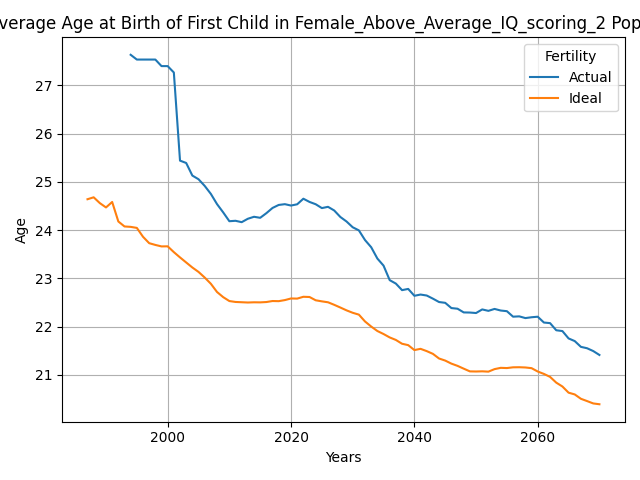 verage Age at Birth of First Child in Female_Above_Average_IQ_scoring_2 Pop
Fertility
Actual
Ideal
27
26
25
24
23
22
21
Age
2000
2020
2040
2060
Years